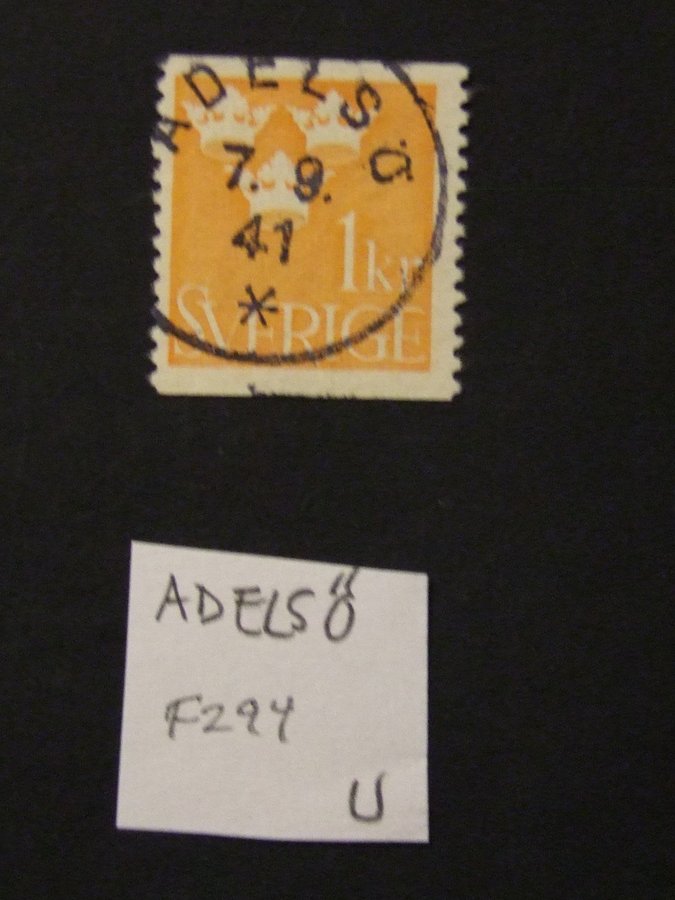 ADELSÖ
7. 9.
41
*
1 kr
SVERIGE
ADELSÖ
F294
U